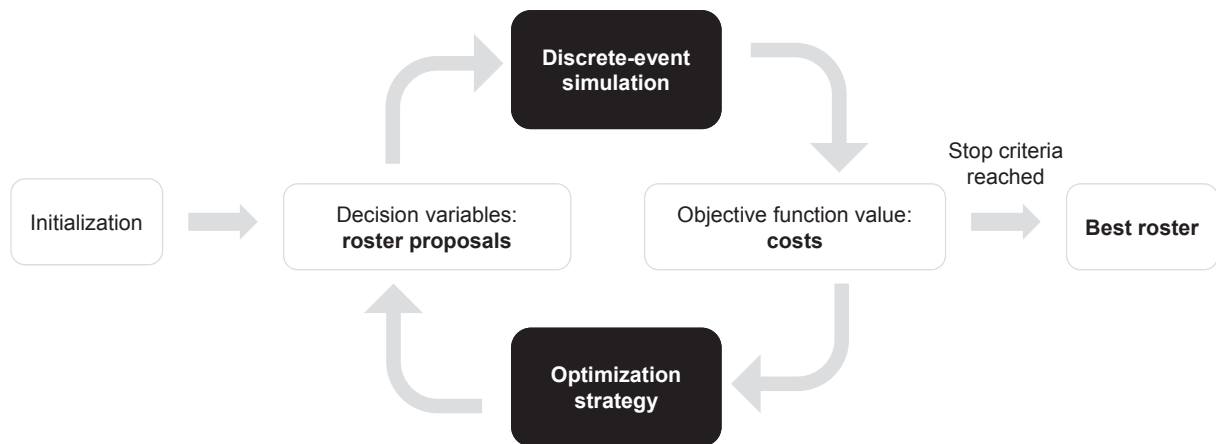 Discrete-event
simulation
Stop criteria
reached
Initialization
Decision variables:
roster proposals
Objective function value:
costs
Best roster
Optimization
strategy